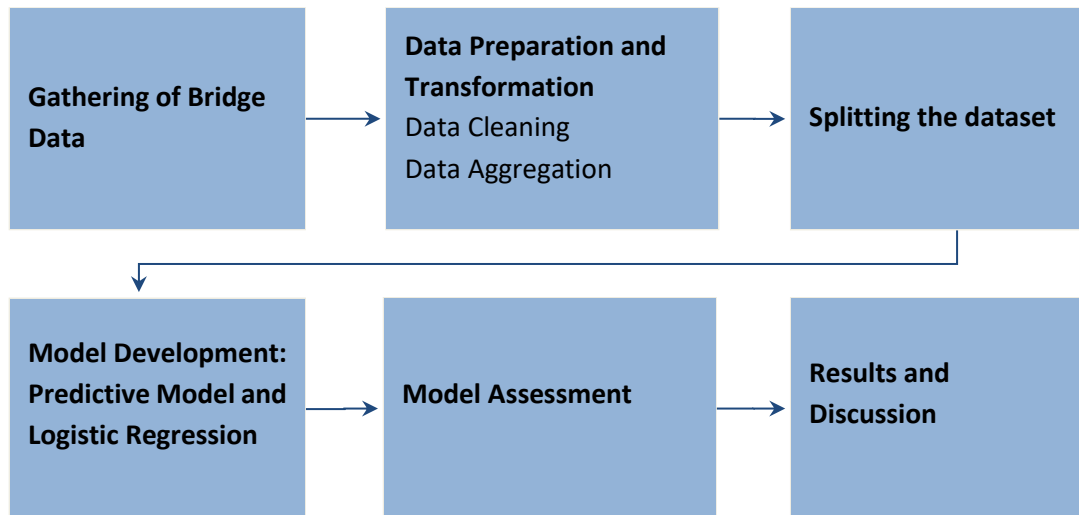 Gathering of Bridge
Data
Data Preparation and
Transformation
Data Cleaning
Data Aggregation
Splitting the dataset
Model Development:
Predictive Model and
Logistic Regression
Model Assessment
Results and
Discussion